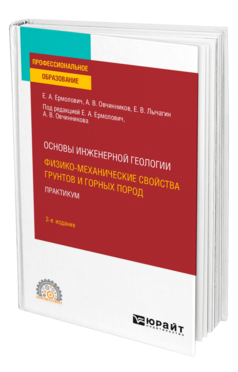 ПРОФЕССИОНАЛЬНОЕ
ОБРАЗОВАНИЕ
Е. А. Ермолович, А. В. Овчинников, Е. В. Лычагин
Под редакцией Е. А. Ермолович,
А. В. Овчинникова
ОСНОВЫ ИНЖЕНЕРНОЙ ГЕОЛОГИИ
ФИЗИКО-МЕХАНИЧЕСКИЕ СВОЙСТВА
ГРУНТОВ И ГОРНЫХ ПОРОД
ПРАКТИКУМ
2-е издание
ЮРАЙТ